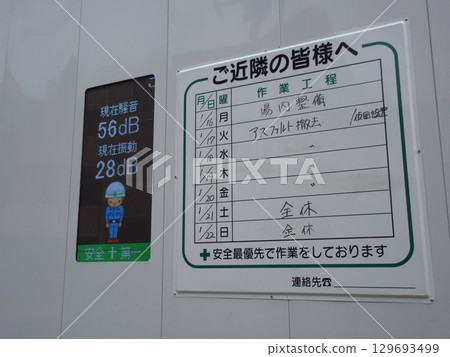 現在騒音
56dB
現在振動
28dB
安全＋第一
ご近隣の皆様へ
月/日 曜 作業工程
1/16 月 場内整備
1/17 火 アスファルト撤去
1/18 水 〃
1/19 木
1/20 金 〃
1/21 土 全休
1/22 日 全休
＋安全最優先で作業をしております
連絡先☎
PIXTA
pixta.jp - 129693499